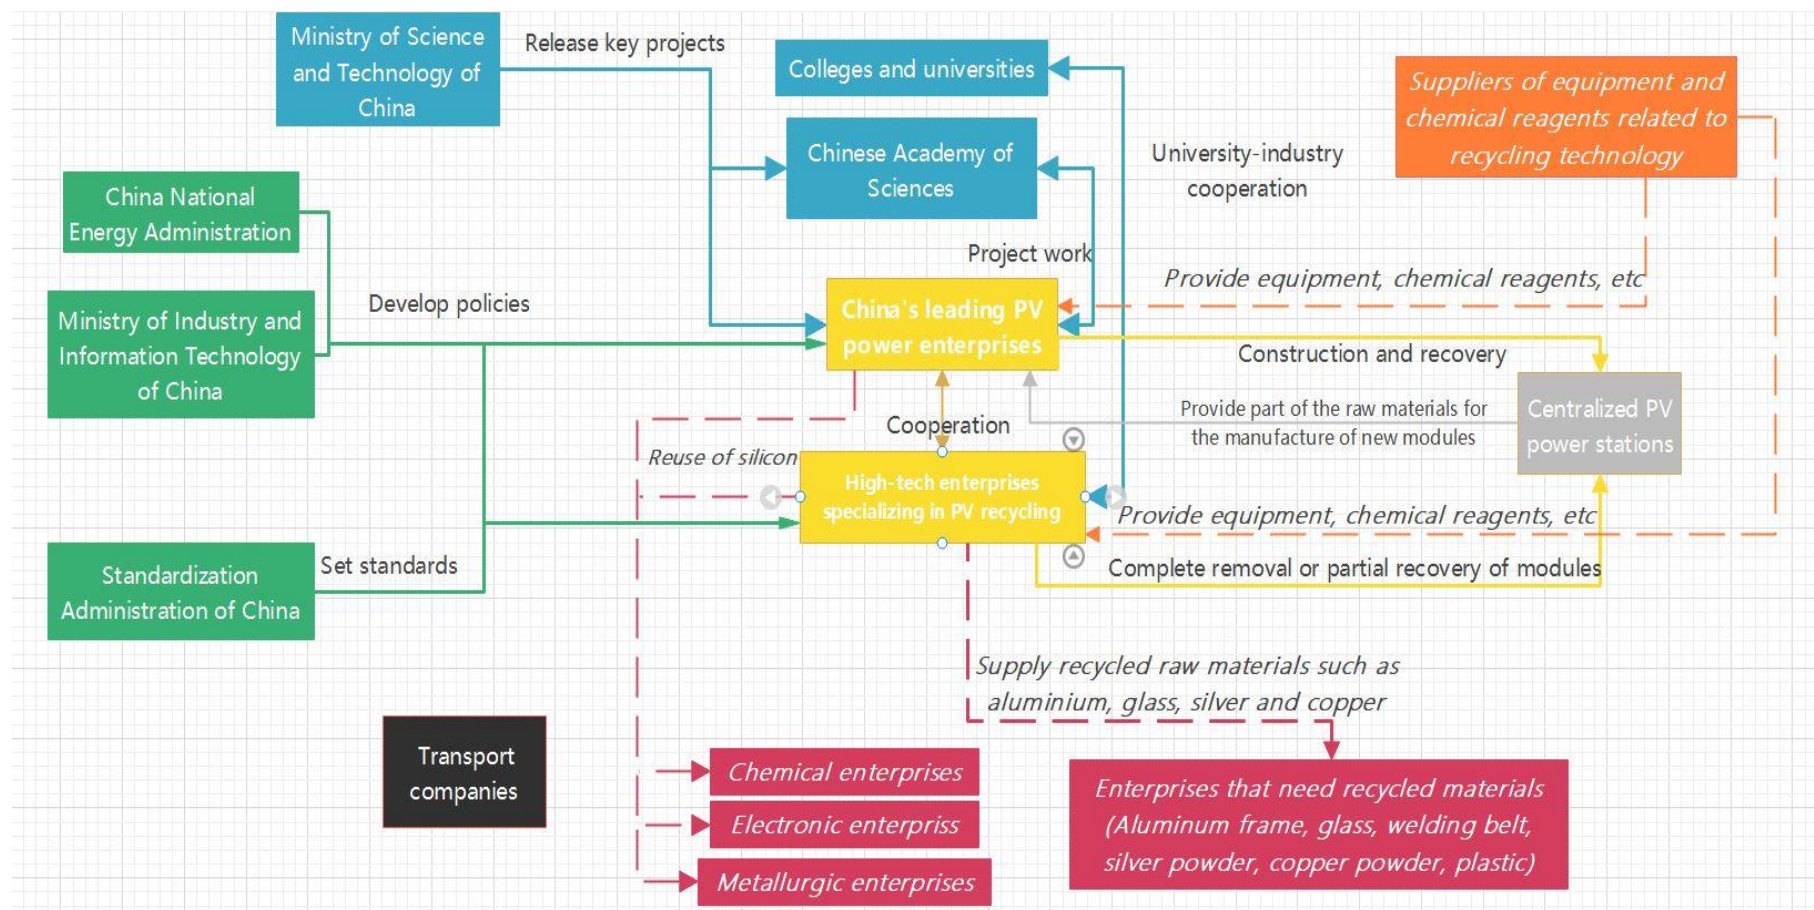 Ministry of Science
and Technology of
China
Release key projects
Colleges and universities
Suppliers of equipment and
chemical reagents related to
recycling technology
Chinese Academy of
Sciences
University-industry
cooperation
China National
Energy Administration
Project work
Provide equipment, chemical reagents, etc
Ministry of Industry and
Information Technology
of China
Develop policies
China's leading PV
power enterprises
Construction and recovery
Centralized PV
power stations
Provide part of the raw materials for
the manufacture of new modules
Cooperation
Reuse of silicon
High-tech enterprises
specializing in PV recycling
Provide equipment, chemical reagents, etc
Standardization
Administration of China
Set standards
Complete removal or partial recovery of modules
Supply recycled raw materials such as
aluminium, glass, silver and copper
Transport
companies
Chemical enterprises
Electronic enterpriss
Metallurgic enterprises
Enterprises that need recycled materials
(Aluminum frame, glass, welding belt,
silver powder, copper powder, plastic)